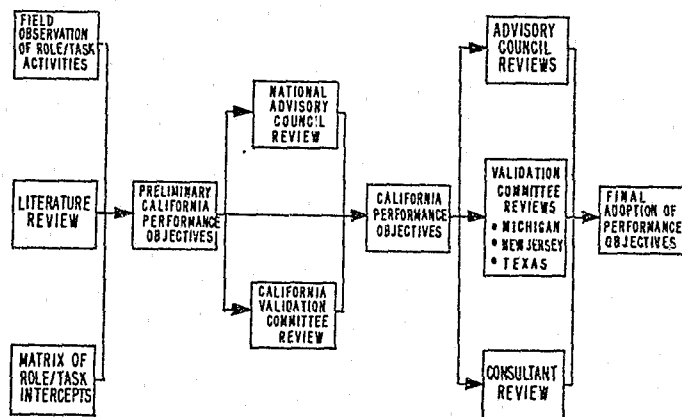 FIELD
OBSERVATION
OF ROLE/TASK
ACTIVITIES
LITERATURE
REVIEW
MATRIX OF
ROLE/TASK
INTERCEPTS
PRELIMINARY
CALIFORNIA
PERFORMANCE
OBJECTIVES
NATIONAL
ADVISORY
COUNCIL
REVIEW
CALIFORNIA
VALIDATION
COMMITTEE
REVIEW
CALIFORNIA
PERFORMANCE
OBJECTIVES
ADVISORY
COUNCIL
REVIEWS
VALIDATION
COMMITTEE
REVIEWS
• MICHIGAN
• NEW JERSEY
• TEXAS
CONSULTANT
REVIEW
FINAL
ADOPTION OF
PERFORMANCE
OBJECTIVES